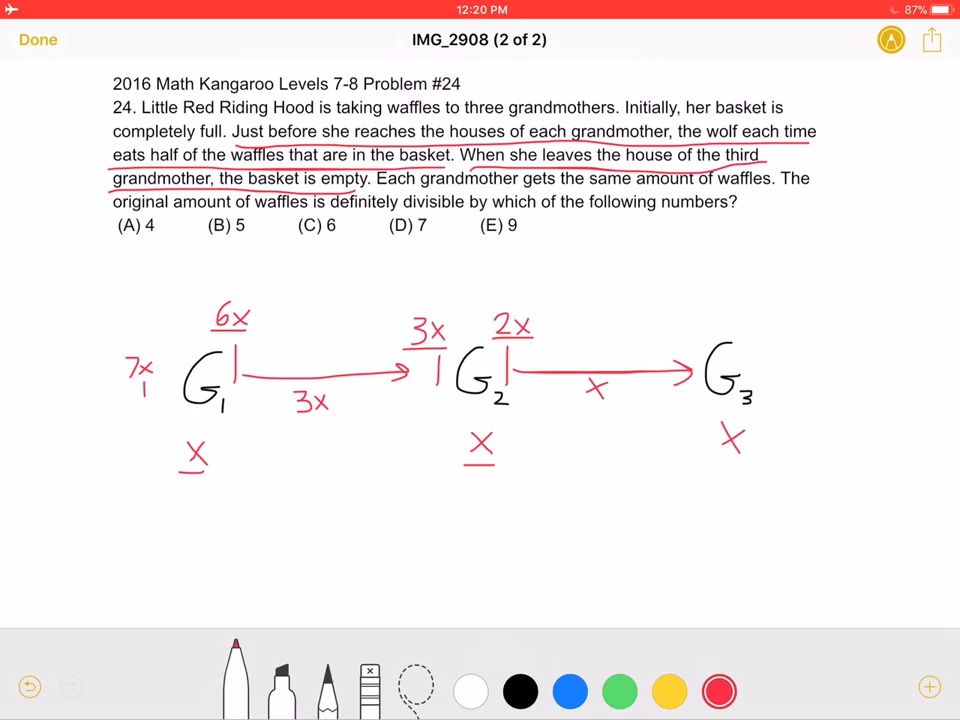 12:20 PM
87%
Done
IMG_2908 (2 of 2)
2016 Math Kangaroo Levels 7-8 Problem #24
24. Little Red Riding Hood is taking waffles to three grandmothers. Initially, her basket is
completely full. Just before she reaches the houses of each grandmother, the wolf each time
eats half of the waffles that are in the basket. When she leaves the house of the third
grandmother, the basket is empty. Each grandmother gets the same amount of waffles. The
original amount of waffles is definitely divisible by which of the following numbers?
(A) 4 (B) 5 (C) 6 (D) 7 (E) 9
6x 3x 2x
7x G1 3x G2 x G3
x x x